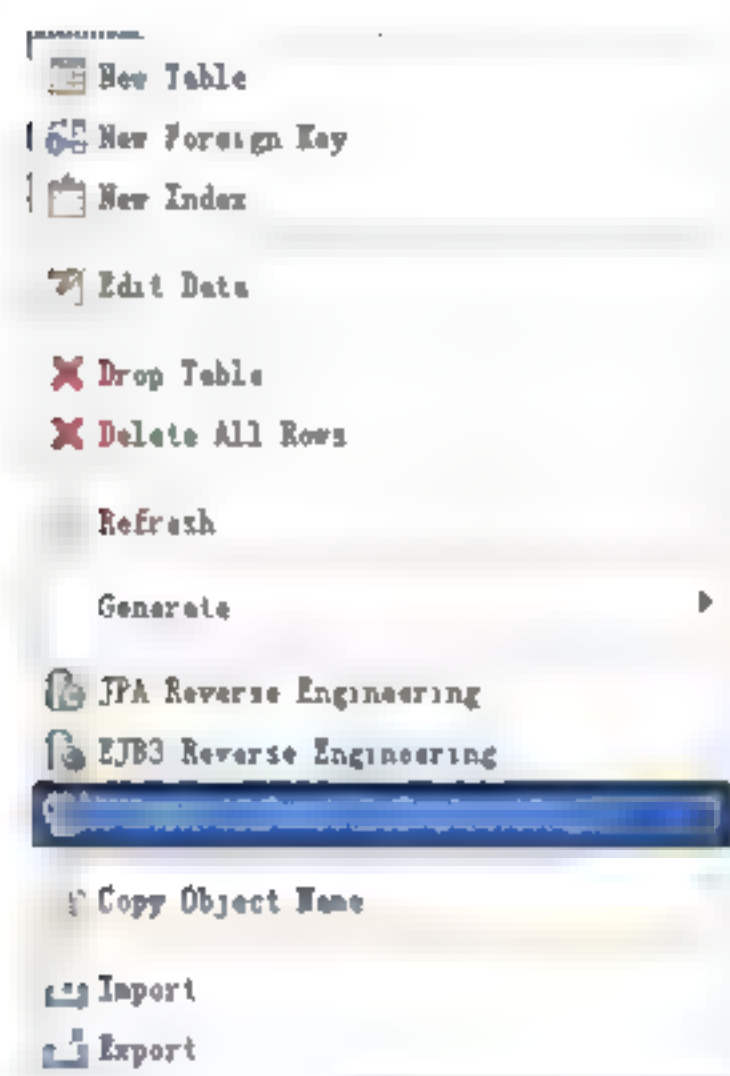 New Table
New Foreign Key
New Index
Edit Data
Drop Table
Delete All Rows
Refresh
Generate
JPA Reverse Engineering
EJB3 Reverse Engineering
Copy Object Name
Import
Export